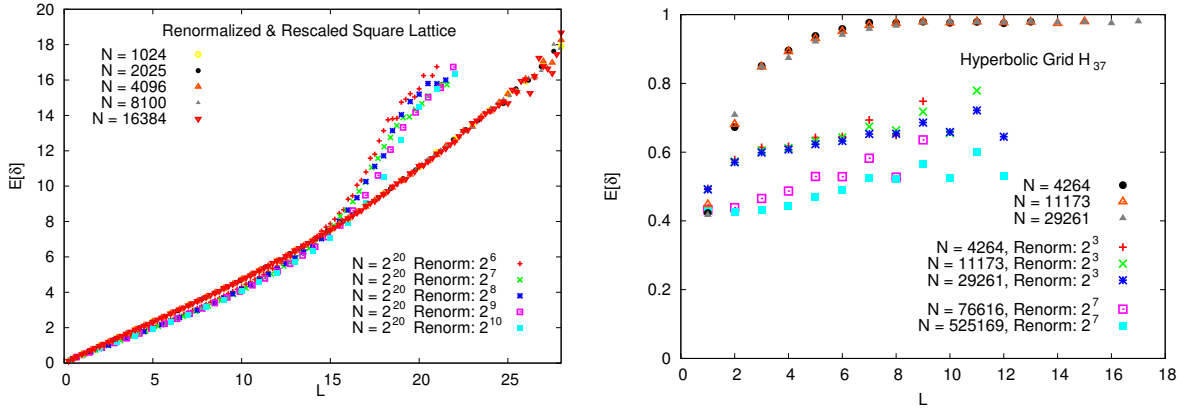 Renormalized & Rescaled Square Lattice
N = 1024
N = 2025
N = 4096
N = 8100
N = 16384
N = 2^20 Renorm: 2^6
N = 2^20 Renorm: 2^7
N = 2^20 Renorm: 2^8
N = 2^20 Renorm: 2^9
N = 2^20 Renorm: 2^10
E[δ]
20
18
16
14
12
10
8
6
4
2
0
0 5 10 15 20 25
L
Hyperbolic Grid H_37
N = 4264
N = 11173
N = 29261
N = 4264, Renorm: 2^3
N = 11173, Renorm: 2^3
N = 29261, Renorm: 2^3
N = 76616, Renorm: 2^7
N = 525169, Renorm: 2^7
E[δ]
1
0.8
0.6
0.4
0.2
0
0 2 4 6 8 10 12 14 16 18
L